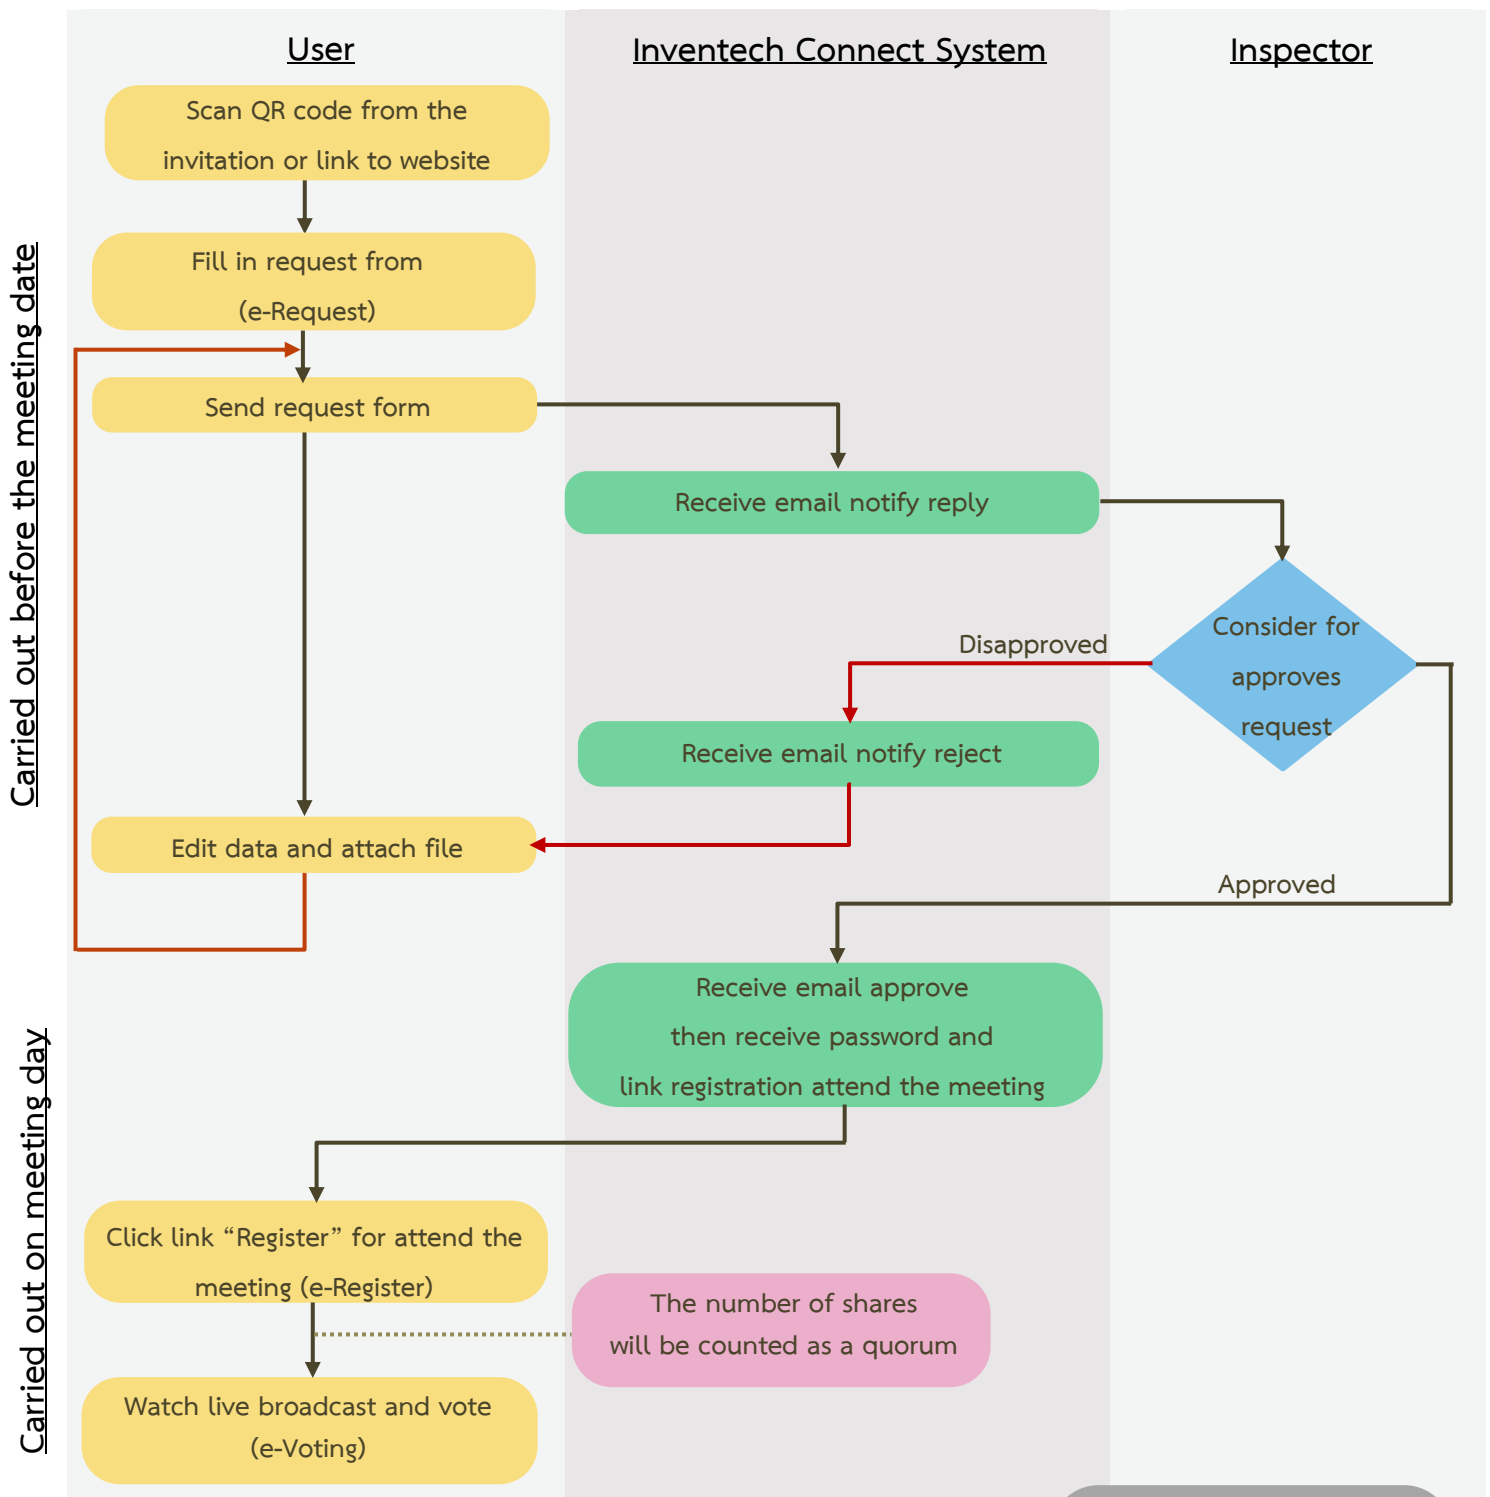 User
Inventech Connect System
Inspector
Scan QR code from the
invitation or link to website
Fill in request from
(e-Request)
Send request form
Receive email notify reply
Consider for
approves
request
Disapproved
Receive email notify reject
Edit data and attach file
Approved
Receive email approve
then receive password and
link registration attend the meeting
Click link “Register” for attend the
meeting (e-Register)
The number of shares
will be counted as a quorum
Watch live broadcast and vote
(e-Voting)
Carried out before the meeting date
Carried out on meeting day